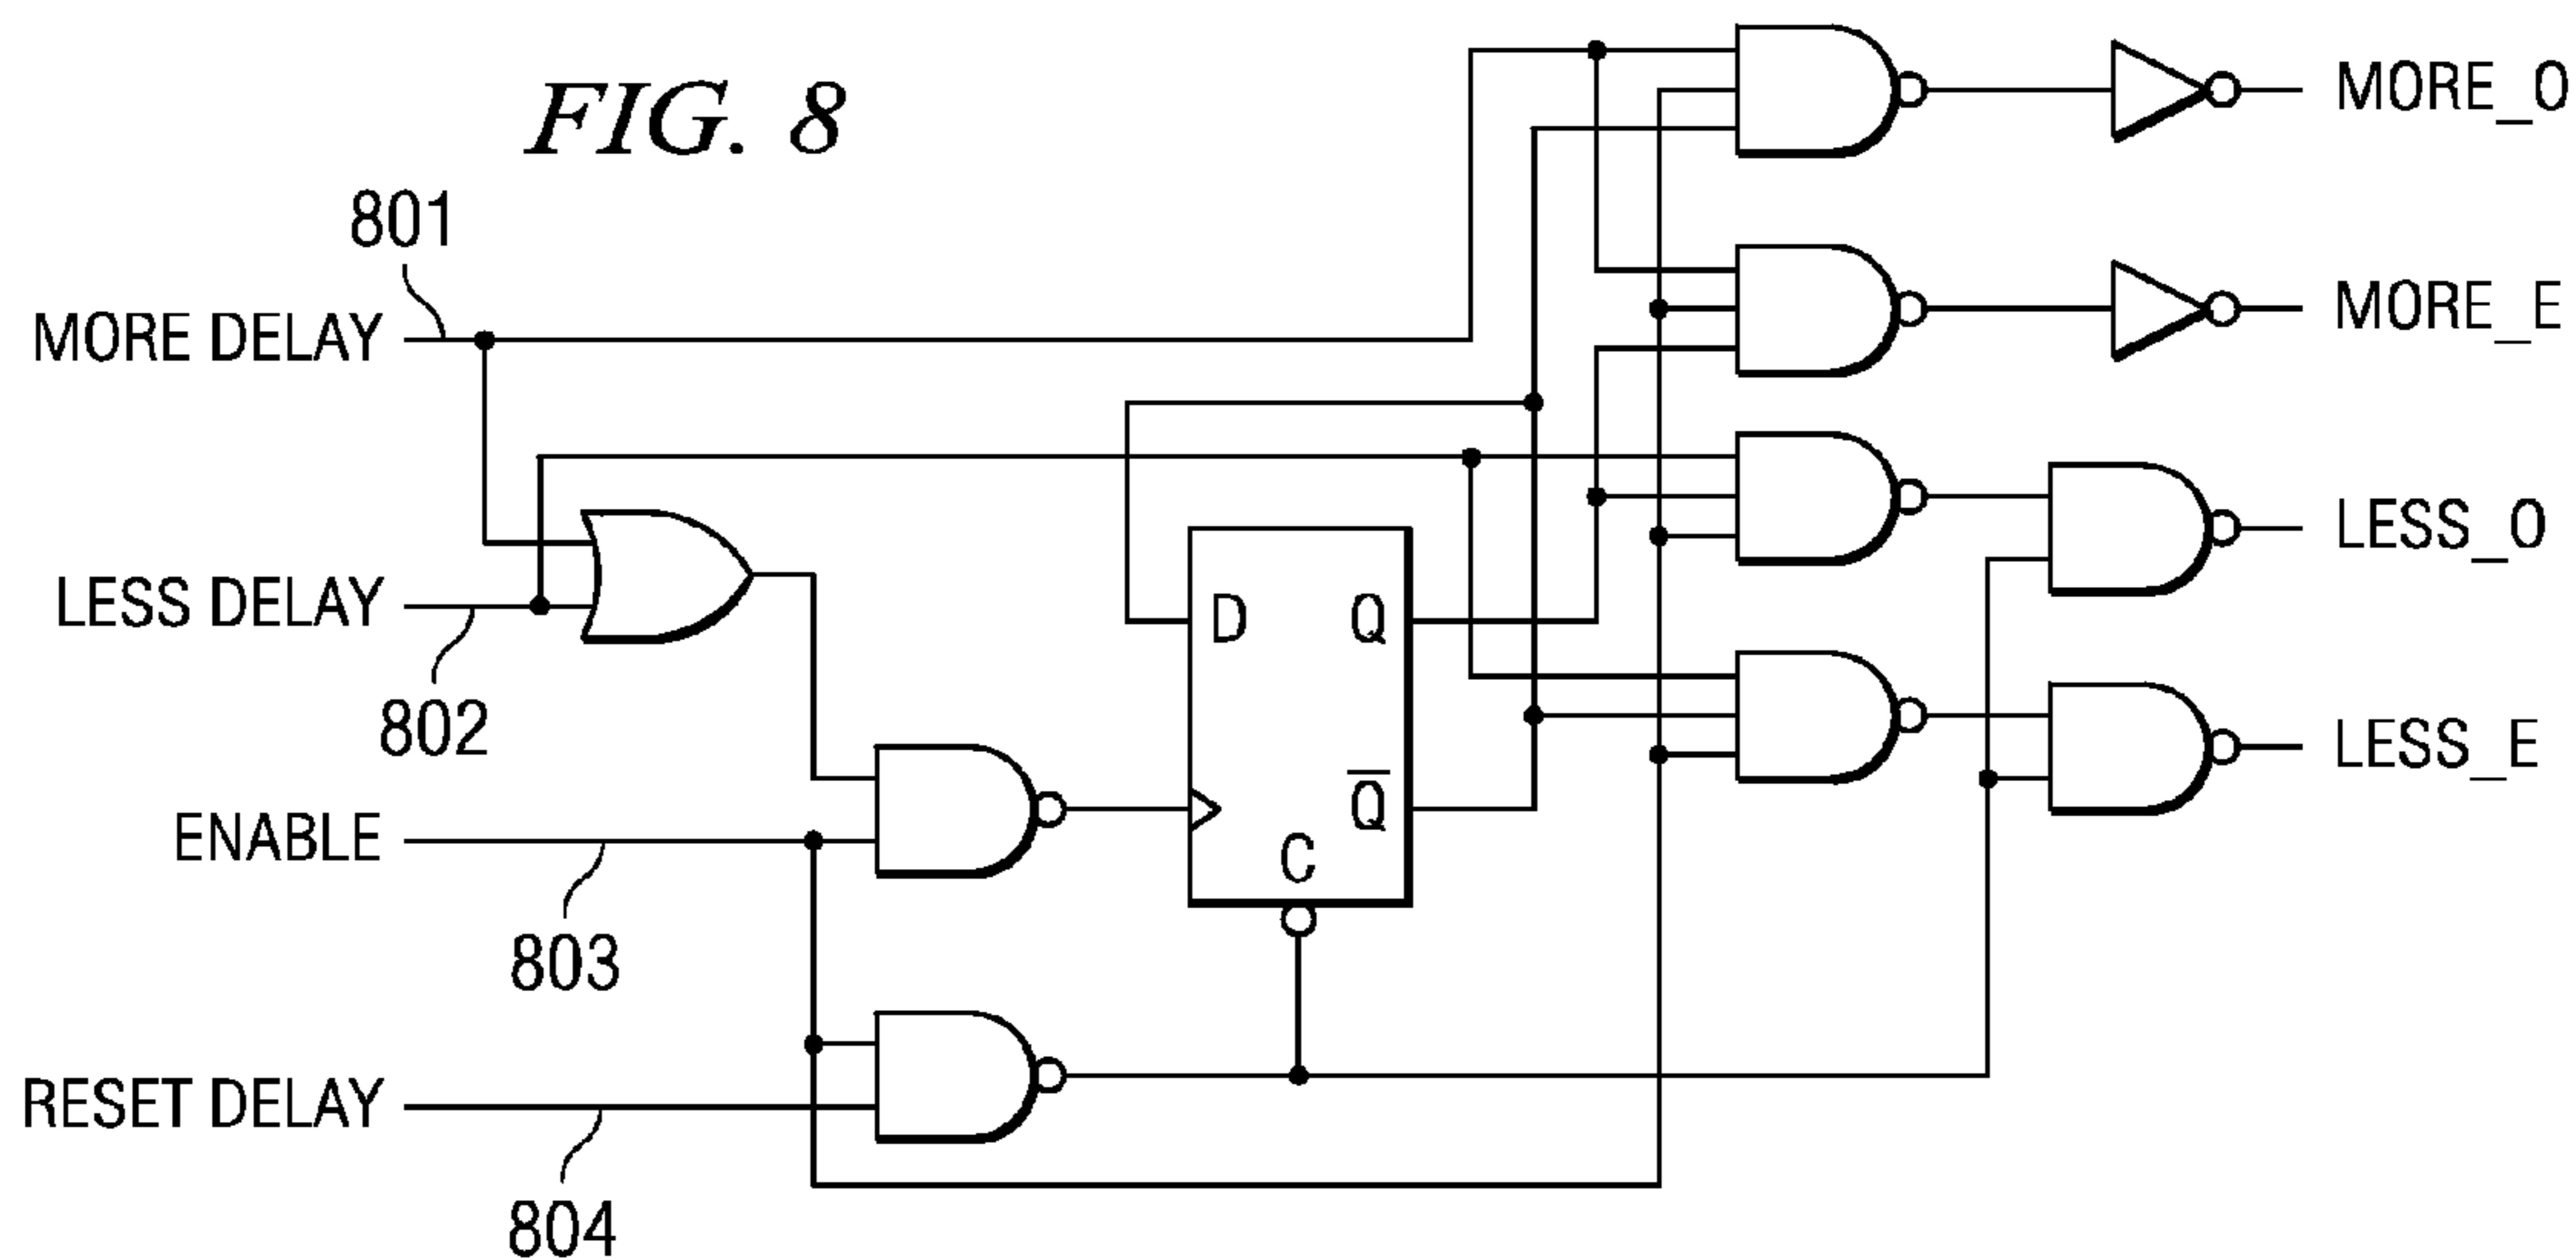 FIG. 8
MORE_O
801
MORE DELAY
MORE_E
LESS DELAY
802
D
Q
LESS_O
ENABLE
803
Q̅
C
LESS_E
RESET DELAY
804